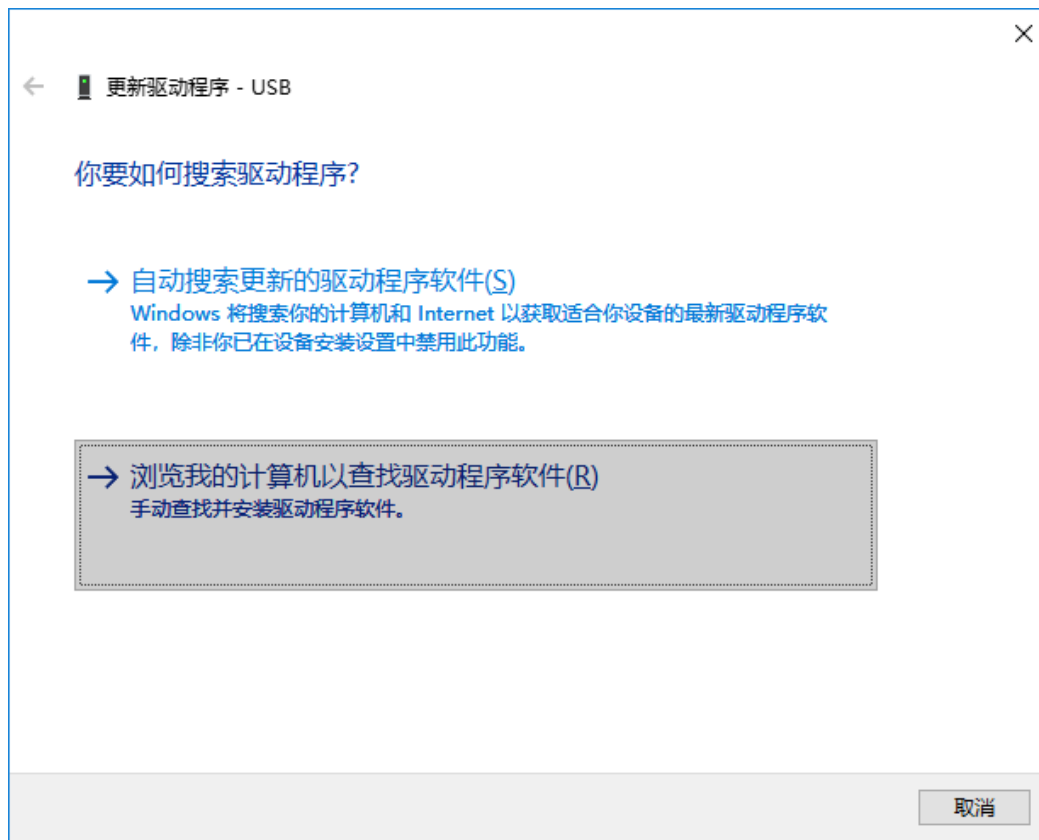 更新驱动程序 - USB
你要如何搜索驱动程序?
自动搜索更新的驱动程序软件(S)
Windows 将搜索你的计算机和 Internet 以获取适合你设备的最新驱动程序软
件，除非你已在设备安装设置中禁用此功能。
浏览我的计算机以查找驱动程序软件(R)
手动查找并安装驱动程序软件。
取消